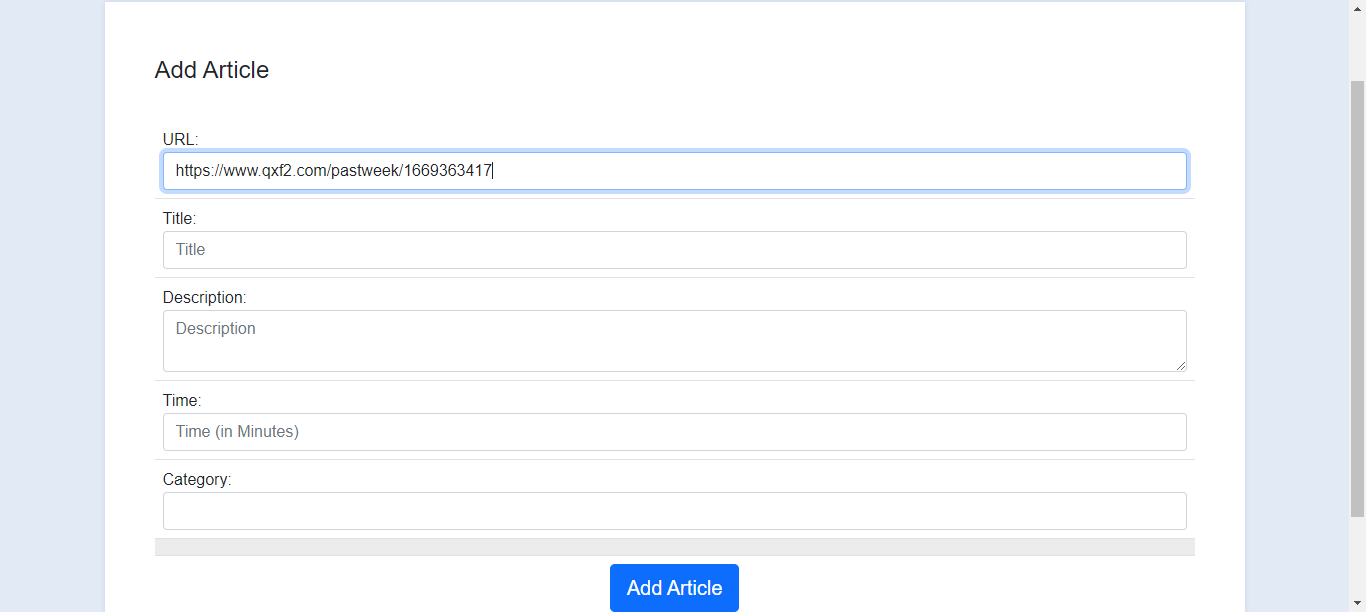 Add Article
URL:
https://www.qxf2.com/pastweek/1669363417
Title:
Title
Description:
Description
Time:
Time (in Minutes)
Category:
Add Article